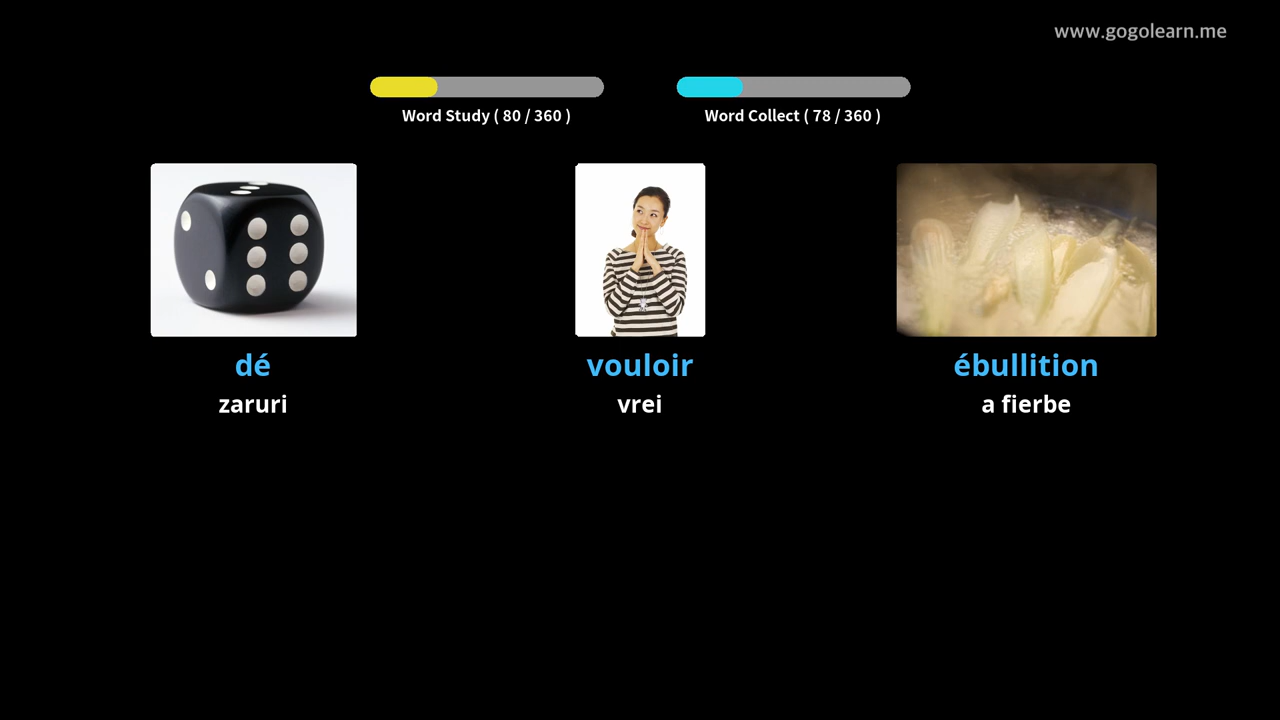 www.gogolearn.me
Word Study ( 80 / 360 )
Word Collect ( 78 / 360 )
dé
zaruri
vouloir
vrei
ébullition
a fierbe